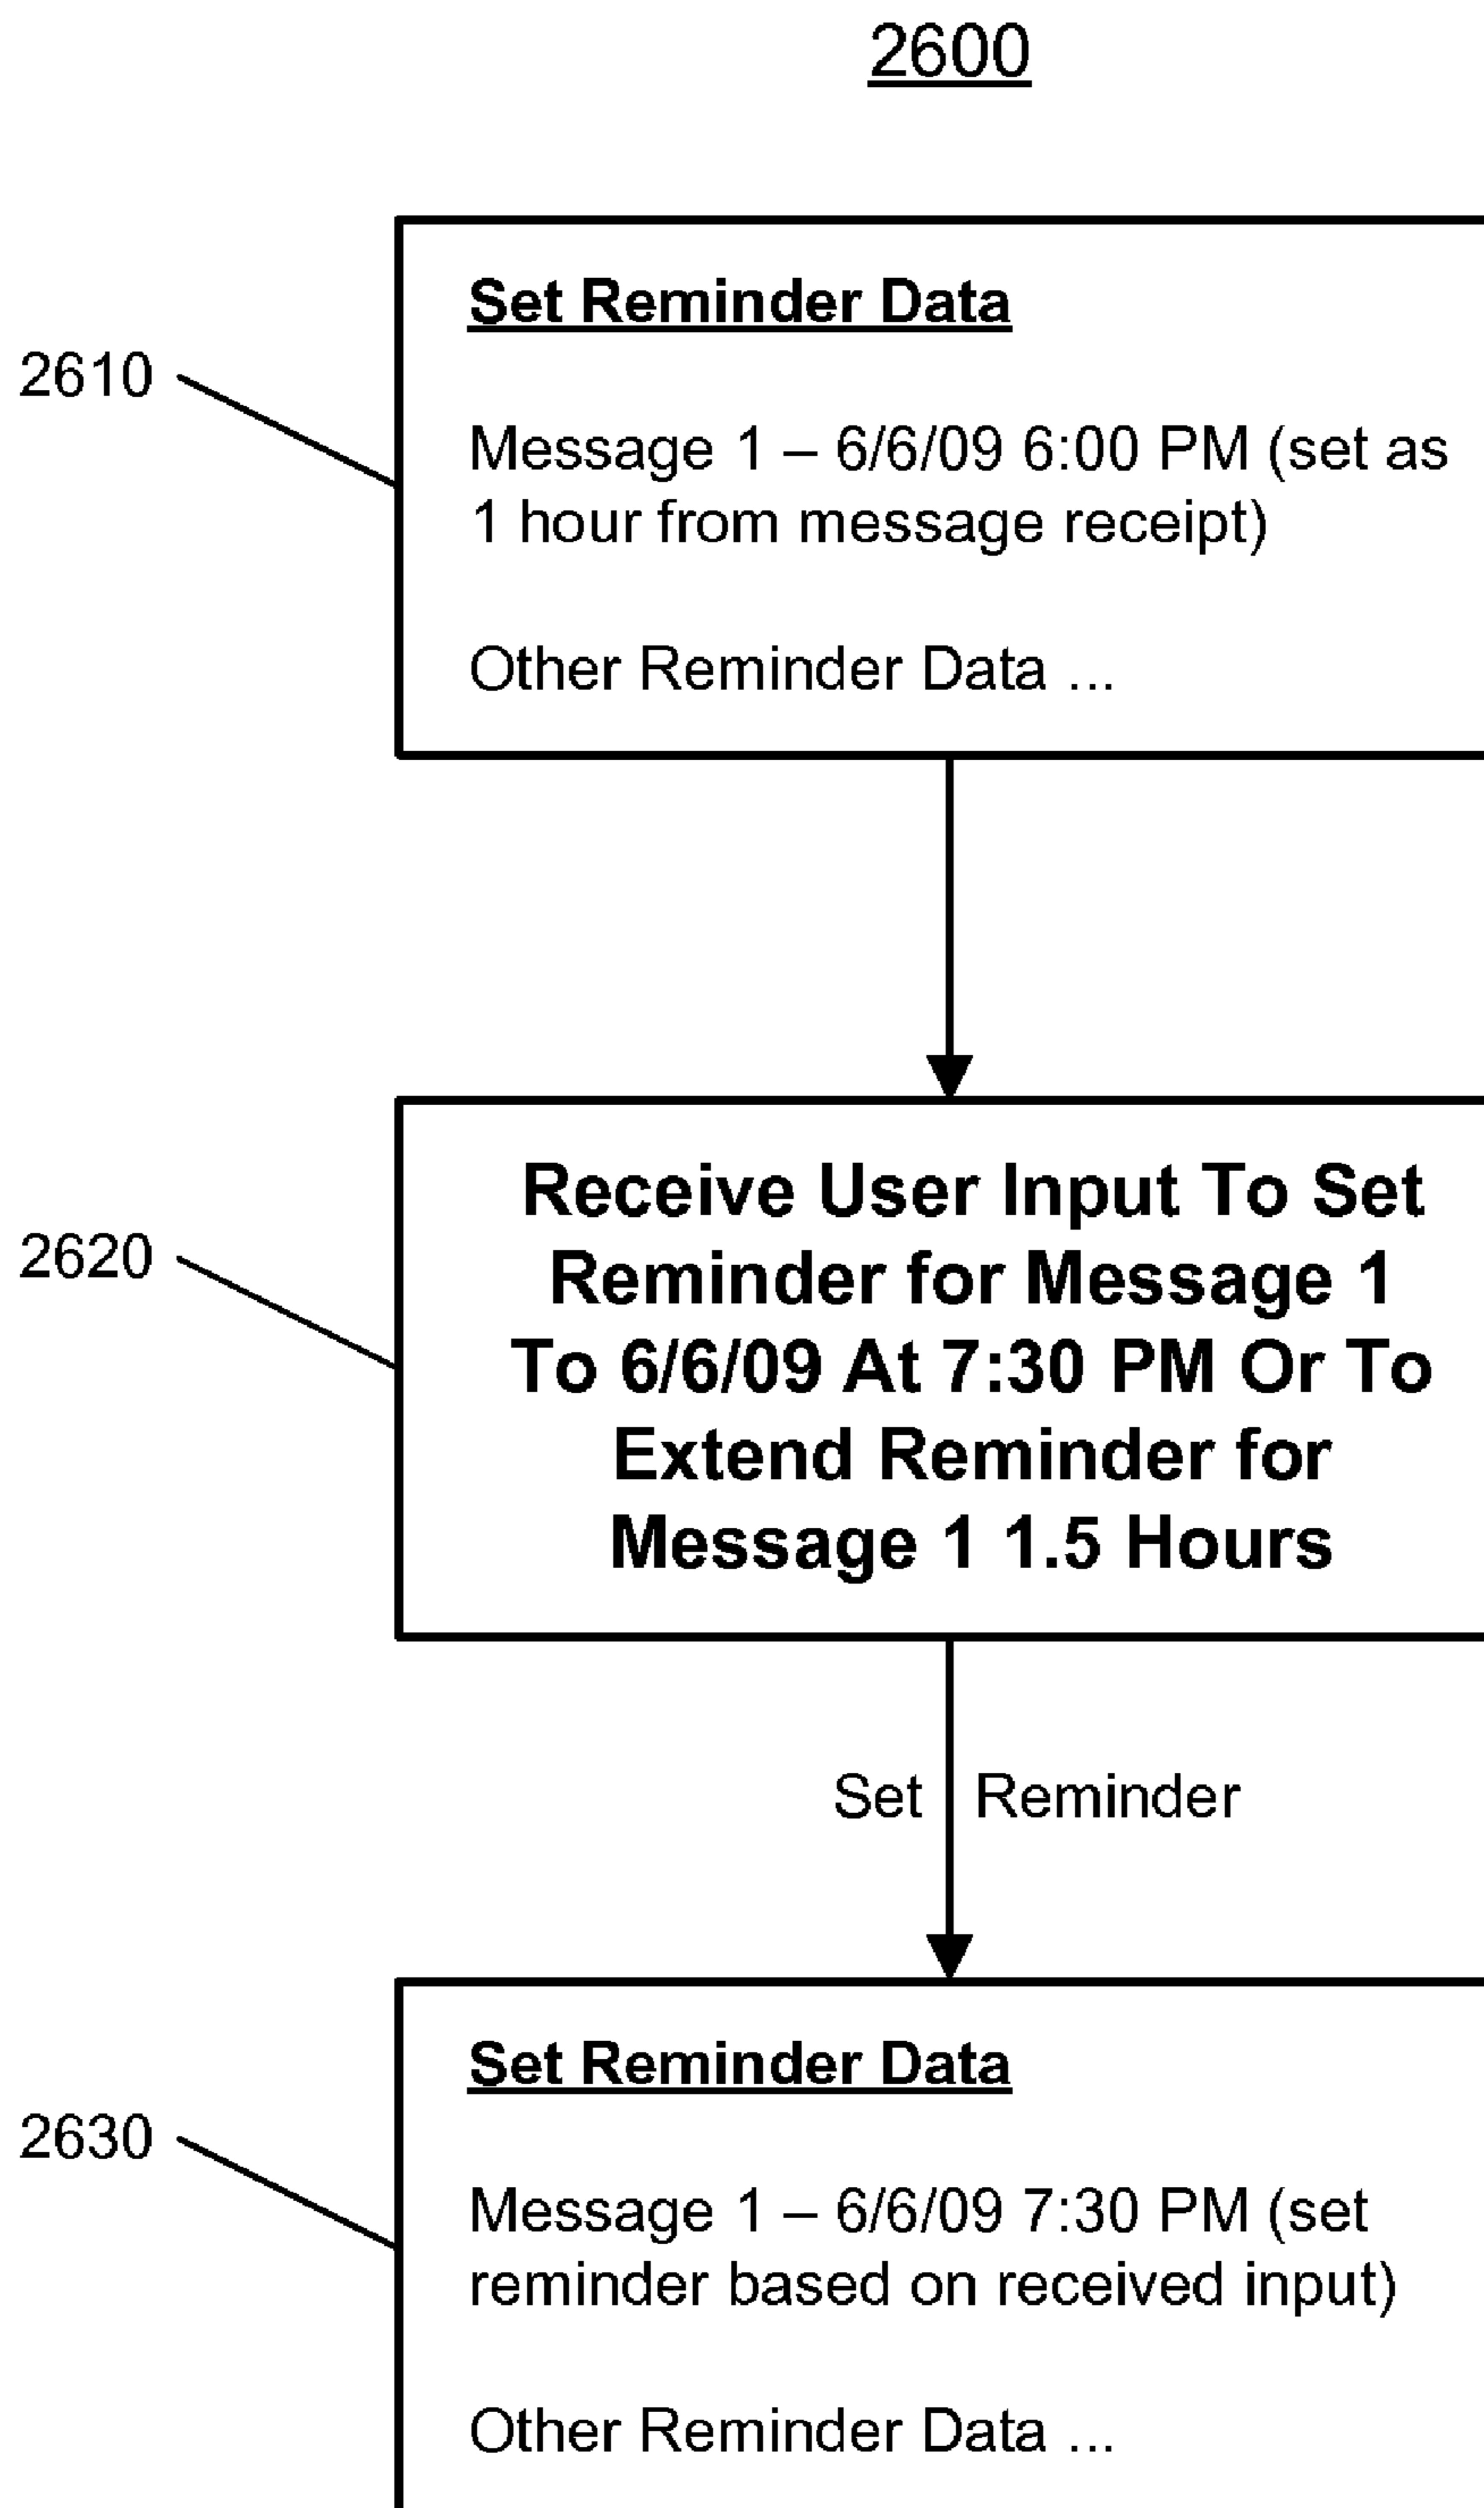 2600
Set Reminder Data
2610
Message 1 – 6/6/09 6:00 PM (set as
1 hour from message receipt)
Other Reminder Data ...
Receive User Input To Set
2620
Reminder for Message 1
To 6/6/09 At 7:30 PM Or To
Extend Reminder for
Message 1 1.5 Hours
Set Reminder
Set Reminder Data
2630
Message 1 – 6/6/09 7:30 PM (set
reminder based on received input)
Other Reminder Data ...